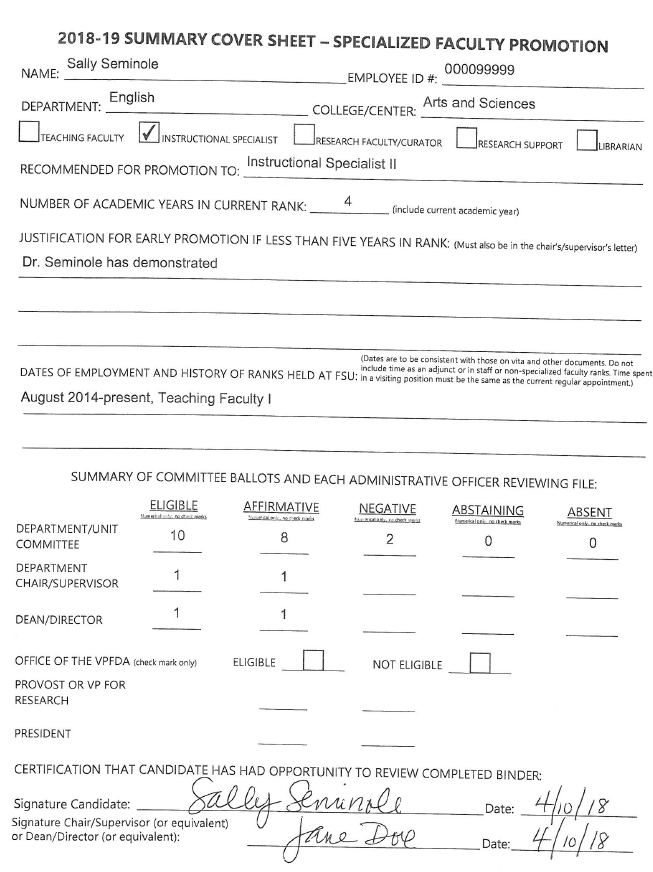 2018-19 SUMMARY COVER SHEET – SPECIALIZED FACULTY PROMOTION
NAME: Sally Seminole EMPLOYEE ID #: 000099999
DEPARTMENT: English COLLEGE/CENTER: Arts and Sciences
TEACHING FACULTY ✓ INSTRUCTIONAL SPECIALIST RESEARCH FACULTY/CURATOR RESEARCH SUPPORT LIBRARIAN
RECOMMENDED FOR PROMOTION TO: Instructional Specialist II
NUMBER OF ACADEMIC YEARS IN CURRENT RANK: 4 (include current academic year)
JUSTIFICATION FOR EARLY PROMOTION IF LESS THAN FIVE YEARS IN RANK: (Must also be in the chair's/supervisor's letter)
Dr. Seminole has demonstrated
DATES OF EMPLOYMENT AND HISTORY OF RANKS HELD AT FSU: (Dates are to be consistent with those on vita and other documents. Do not
include time as an adjunct or in staff or non-specialized faculty ranks. Time spent
in a visiting position must be the same as the current regular appointment.)
August 2014-present, Teaching Faculty I
SUMMARY OF COMMITTEE BALLOTS AND EACH ADMINISTRATIVE OFFICER REVIEWING FILE:
ELIGIBLE AFFIRMATIVE NEGATIVE ABSTAINING ABSENT
Numerical only, no check marks Numerical only, no check marks Numerical only, no check marks Numerical only, no check marks Numerical only, no check marks
DEPARTMENT/UNIT
COMMITTEE 10 8 2 0 0
DEPARTMENT
CHAIR/SUPERVISOR 1 1
DEAN/DIRECTOR 1 1
OFFICE OF THE VPFDA (check mark only) ELIGIBLE NOT ELIGIBLE
PROVOST OR VP FOR
RESEARCH
PRESIDENT
CERTIFICATION THAT CANDIDATE HAS HAD OPPORTUNITY TO REVIEW COMPLETED BINDER:
Signature Candidate: Sally Seminole Date: 4/10/18
Signature Chair/Supervisor (or equivalent)
or Dean/Director (or equivalent): Jane Doe Date: 4/10/18